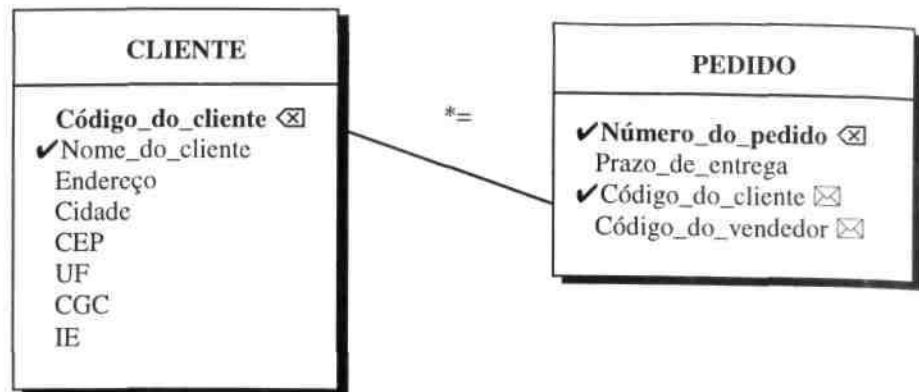 CLIENTE
Código_do_cliente
✔Nome_do_cliente
Endereço
Cidade
CEP
UF
CGC
IE
*=
PEDIDO
✔Número_do_pedido
Prazo_de_entrega
✔Código_do_cliente
Código_do_vendedor